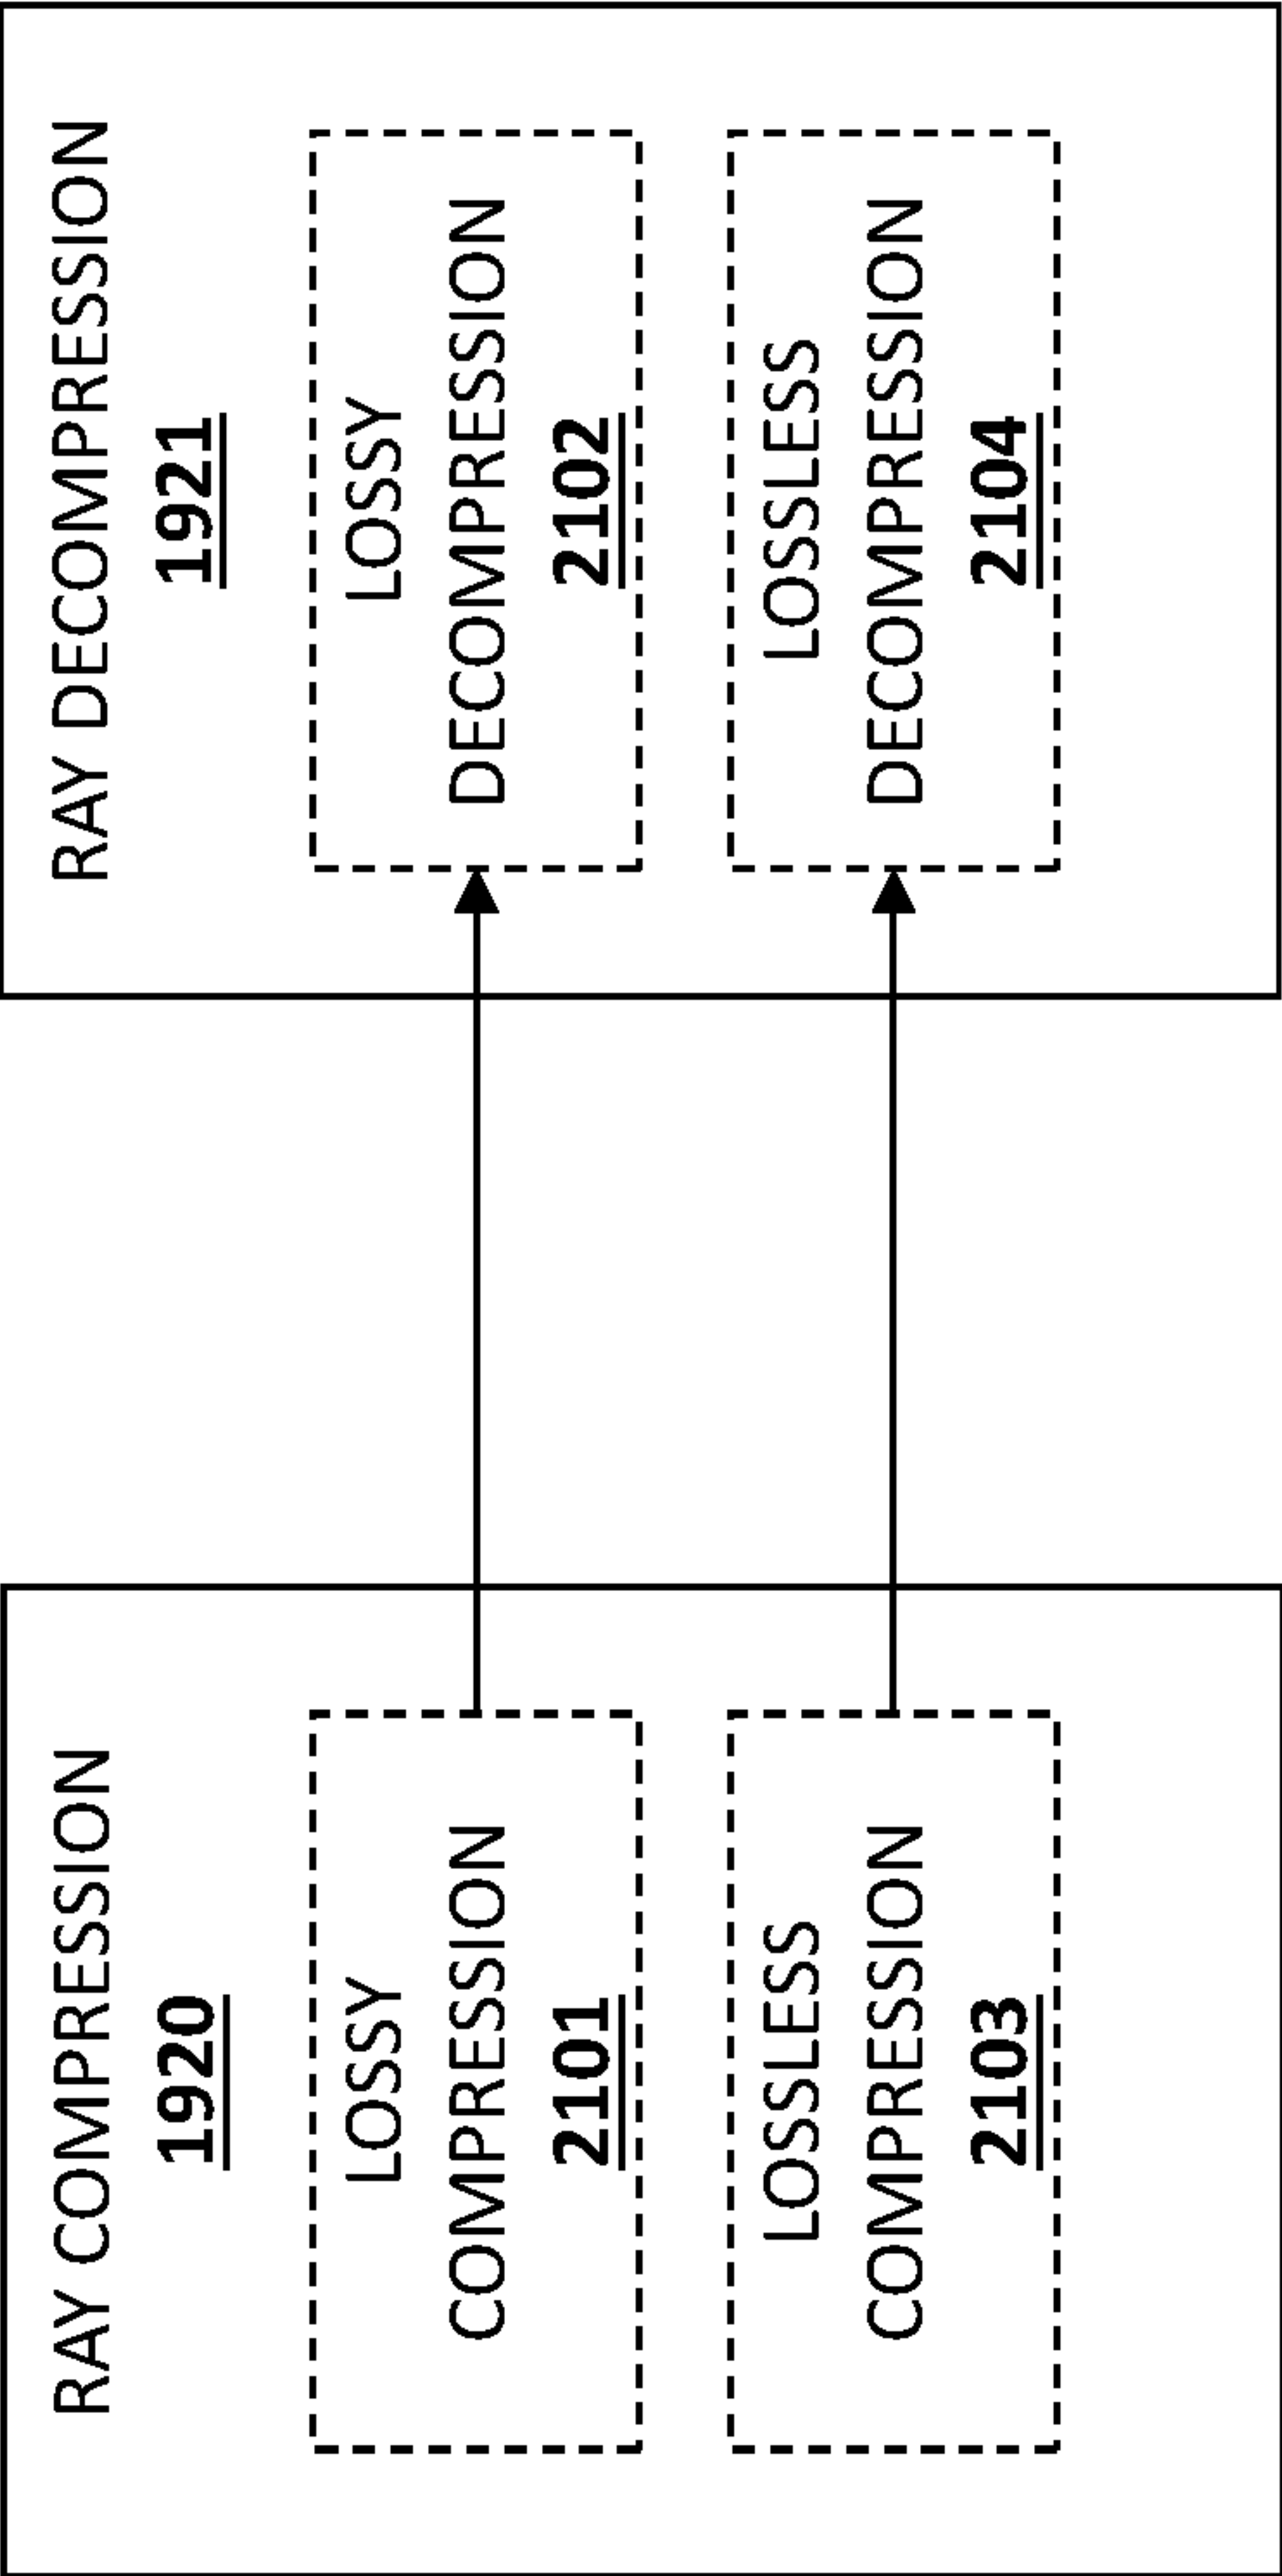 RAY COMPRESSION
1920
LOSSY
COMPRESSION
2101
LOSSLESS
COMPRESSION
2103
RAY DECOMPRESSION
1921
LOSSY
DECOMPRESSION
2102
LOSSLESS
DECOMPRESSION
2104